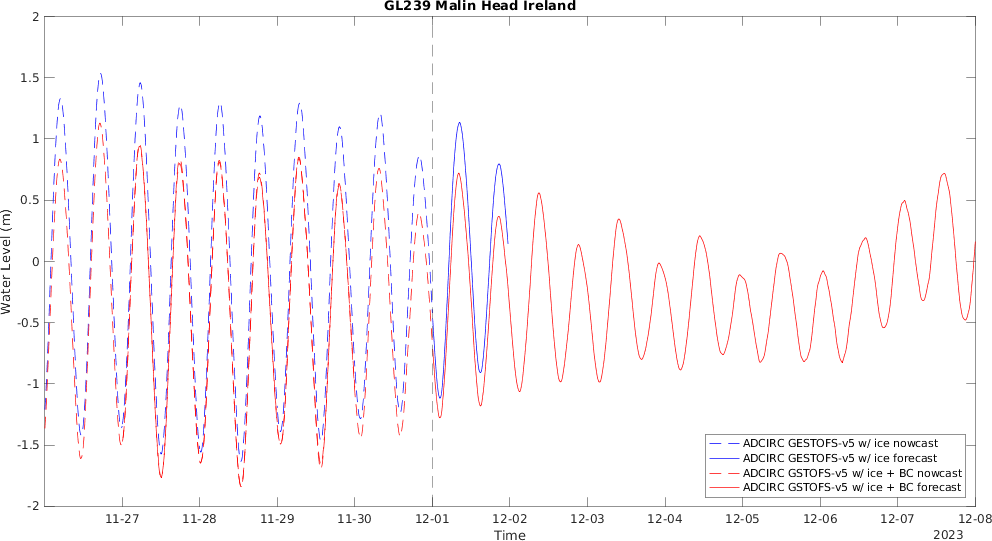 GL239 Malin Head Ireland
2
1.5
1
0.5
0
-0.5
-1
-1.5
-2
Water Level (m)
ADCIRC GESTOFS-v5 w/ ice nowcast
ADCIRC GESTOFS-v5 w/ ice forecast
ADCIRC GSTOFS-v5 w/ ice + BC nowcast
ADCIRC GSTOFS-v5 w/ ice + BC forecast
11-27 11-28 11-29 11-30 12-01 12-02 12-03 12-04 12-05 12-06 12-07 12-08
Time
2023